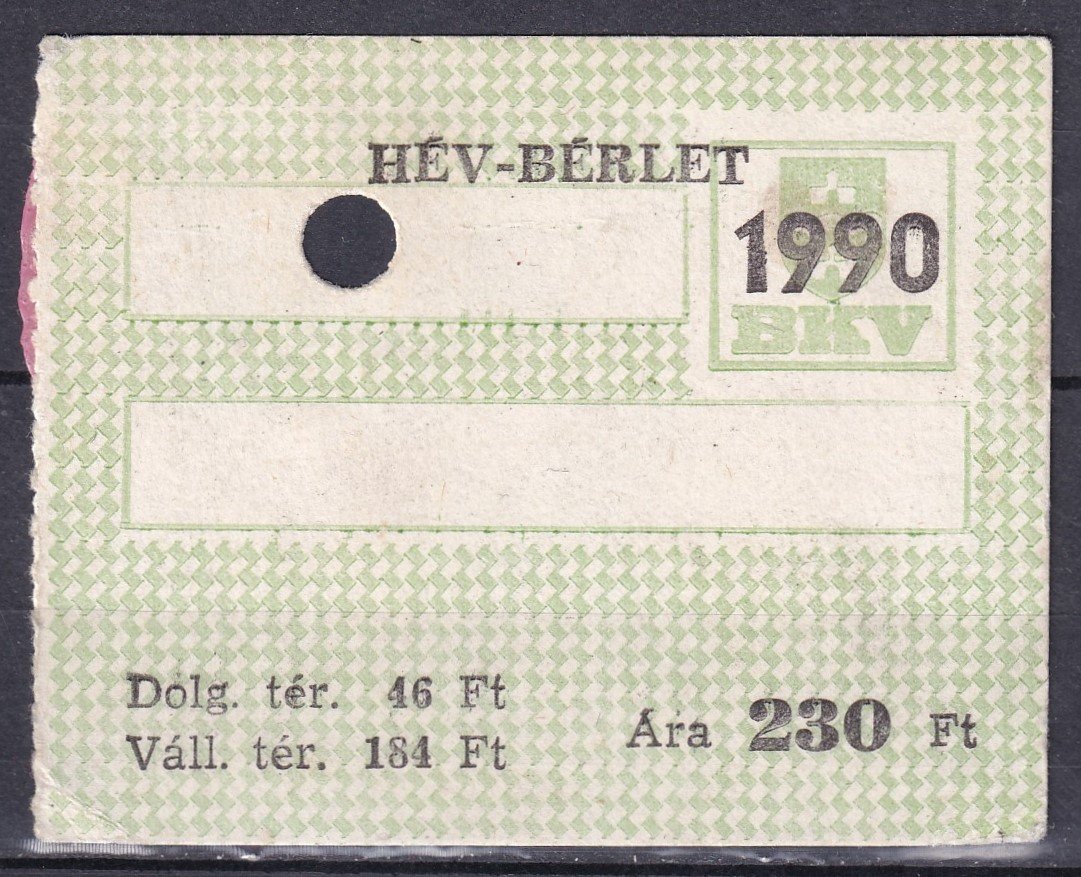 HÉV-BÉRLET
1990
BKV
Dolg. tér. 46 Ft
Váll. tér. 184 Ft
Ára 230 Ft